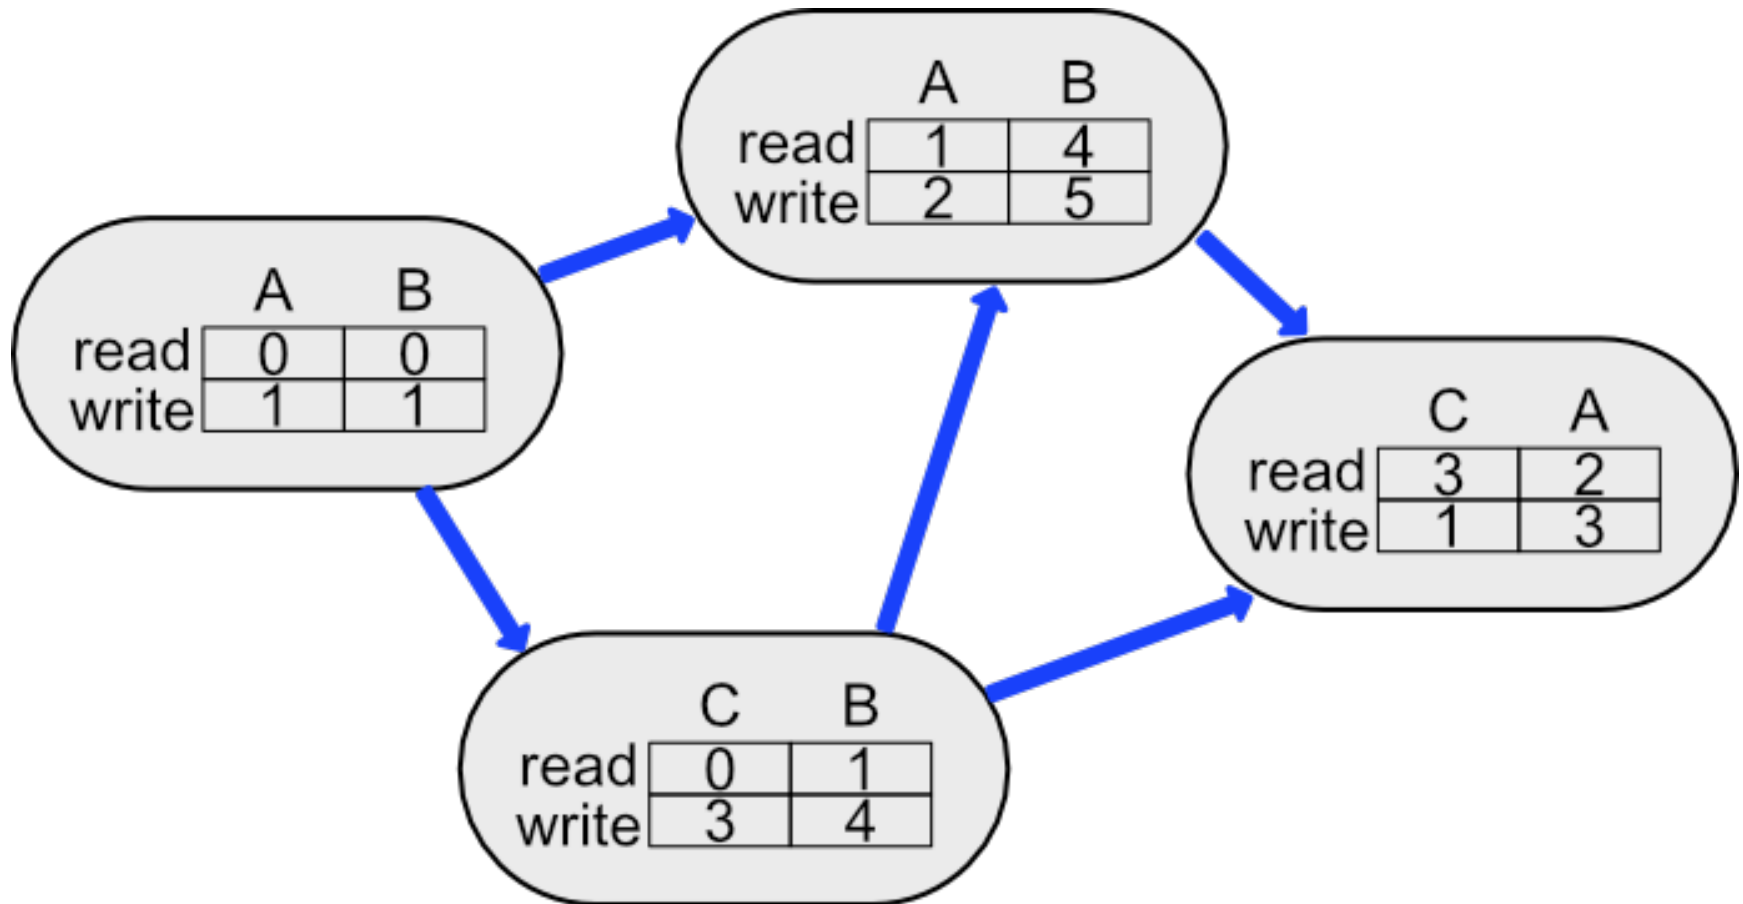 A B
read 1 4
write 2 5
A B
read 0 0
write 1 1
C A
read 3 2
write 1 3
C B
read 0 1
write 3 4